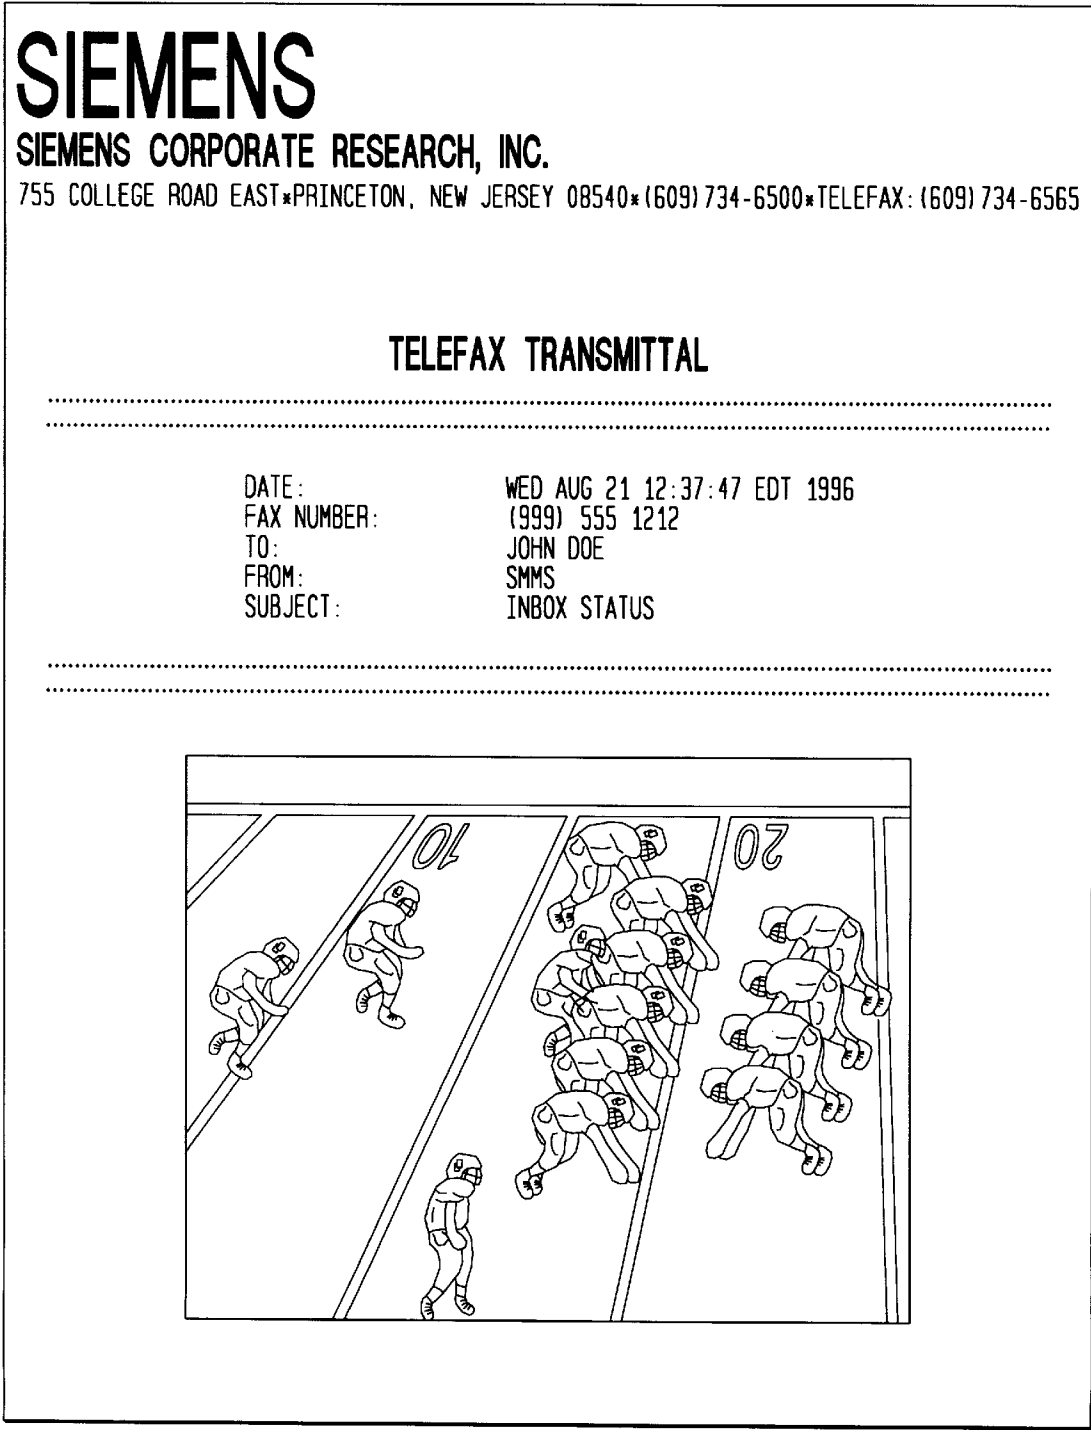 SIEMENS
SIEMENS CORPORATE RESEARCH, INC.
755 COLLEGE ROAD EAST*PRINCETON, NEW JERSEY 08540*(609)734-6500*TELEFAX:(609)734-6565
TELEFAX TRANSMITTAL
DATE: WED AUG 21 12:37:47 EDT 1996
FAX NUMBER: (999) 555 1212
TO: JOHN DOE
FROM: SMMS
SUBJECT: INBOX STATUS
10 20